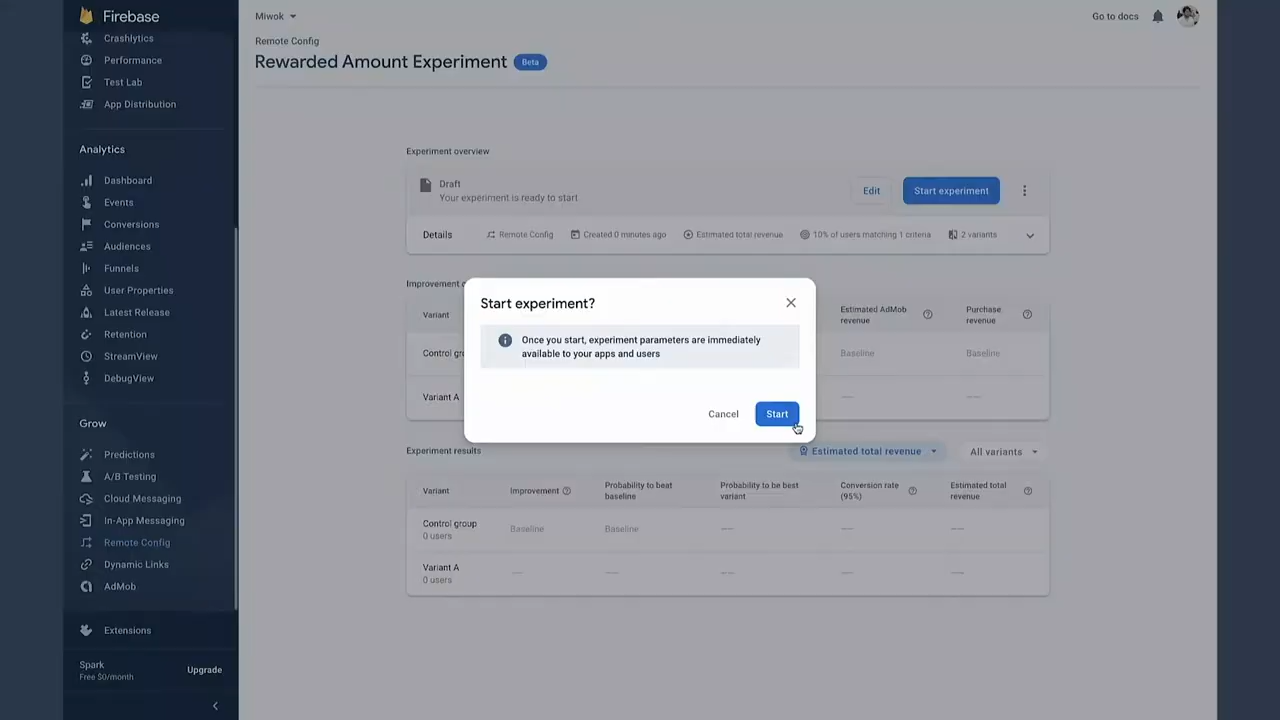 Firebase
Crashlytics
Performance
Test Lab
App Distribution
Analytics
Dashboard
Events
Conversions
Audiences
Funnels
User Properties
Latest Release
Retention
StreamView
DebugView
Grow
Predictions
A/B Testing
Cloud Messaging
In-App Messaging
Remote Config
Dynamic Links
AdMob
Extensions
Spark
Free $0/month
Upgrade
Miwok
Go to docs
Remote Config
Rewarded Amount Experiment Beta
Experiment overview
Draft
Your experiment is ready to start
Edit
Start experiment
Details
Remote Config
Created 0 minutes ago
Estimated total revenue
10% of users matching 1 criteria
2 variants
Improvement
Variant
Estimated AdMob
revenue
Purchase
revenue
Control
Baseline
Baseline
Variant A
Start experiment?
Once you start, experiment parameters are immediately
available to your apps and users
Cancel
Start
Experiment results
Estimated total revenue
All variants
Variant
Improvement
Probability to beat
baseline
Probability to be best
variant
Conversion rate
(95%)
Estimated total
revenue
Control group
0 users
Baseline
Baseline
Variant A
0 users